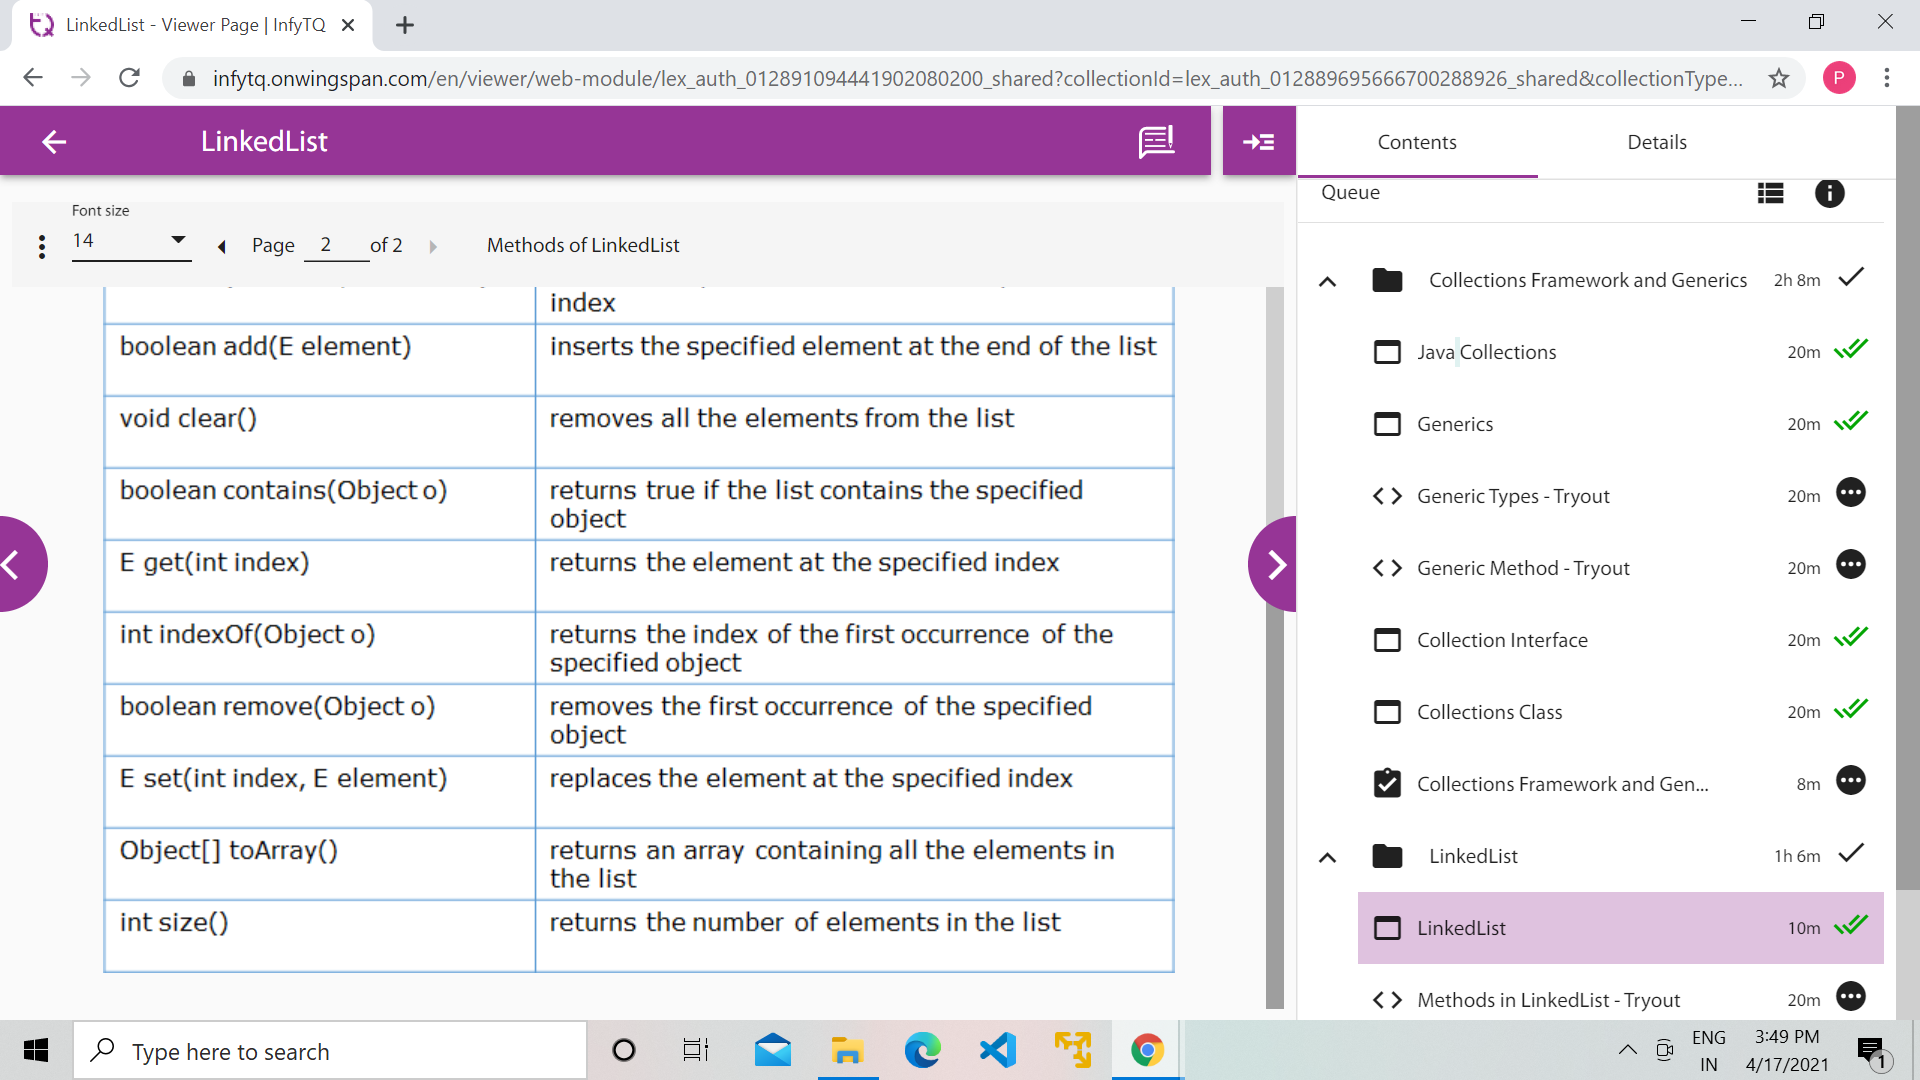 LinkedList - Viewer Page | InfyTQ
infytq.onwingspan.com/en/viewer/web-module/lex_auth_012891094441902080200_shared?collectionId=lex_auth_012889695666700288926_shared&collectionType...
P
LinkedList
Font size
14
Page 2 of 2
Methods of LinkedList
index
boolean add(E element)
inserts the specified element at the end of the list
void clear()
removes all the elements from the list
boolean contains(Object o)
returns true if the list contains the specified
object
E get(int index)
returns the element at the specified index
int indexOf(Object o)
returns the index of the first occurrence of the
specified object
boolean remove(Object o)
removes the first occurrence of the specified
object
E set(int index, E element)
replaces the element at the specified index
Object[] toArray()
returns an array containing all the elements in
the list
int size()
returns the number of elements in the list
Contents
Details
Queue
Collections Framework and Generics 2h 8m
Java Collections 20m
Generics 20m
Generic Types - Tryout 20m
Generic Method - Tryout 20m
Collection Interface 20m
Collections Class 20m
Collections Framework and Gen... 8m
LinkedList 1h 6m
LinkedList 10m
Methods in LinkedList - Tryout 20m
Type here to search
ENG
IN
3:49 PM
4/17/2021
1